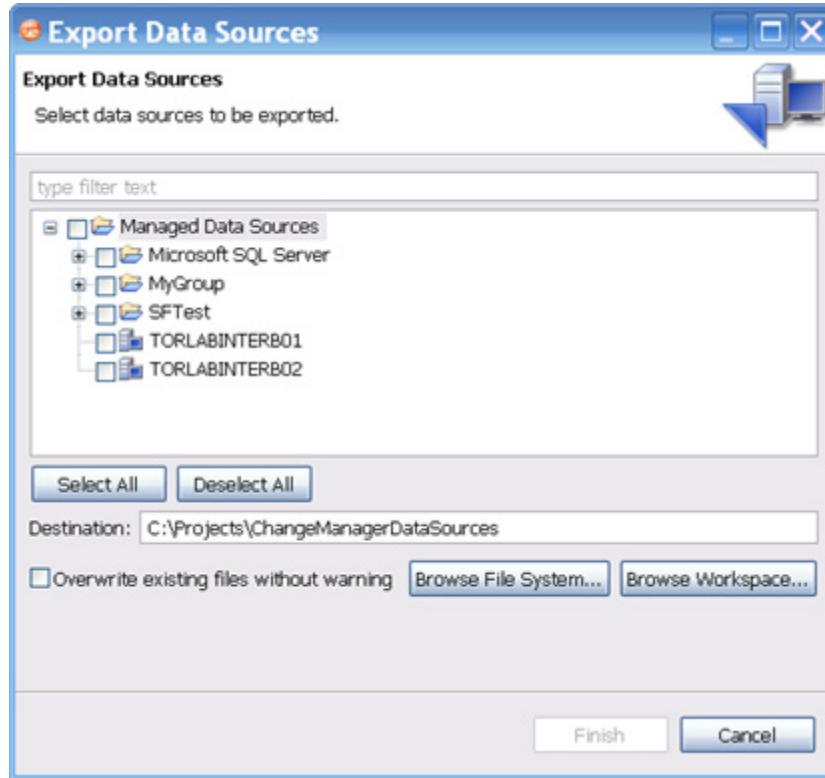 Export Data Sources
Export Data Sources
Select data sources to be exported.
type filter text
Managed Data Sources
Microsoft SQL Server
MyGroup
SFTest
TORLABINTERB01
TORLABINTERB02
Select All Deselect All
Destination: C:\Projects\ChangeManagerDataSources
Overwrite existing files without warning Browse File System... Browse Workspace...
Finish Cancel